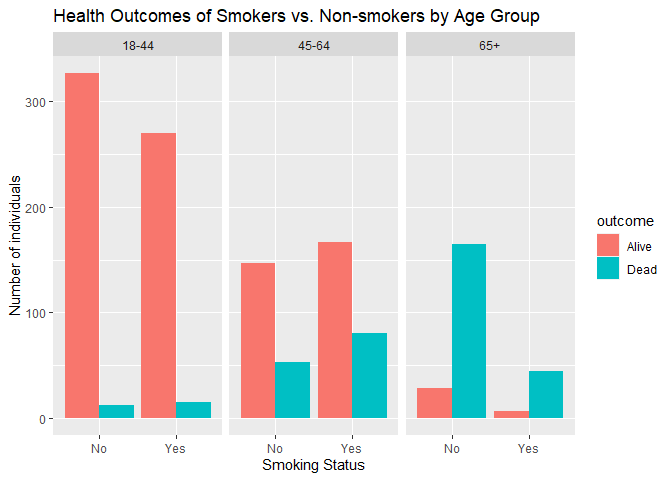 Health Outcomes of Smokers vs. Non-smokers by Age Group
18-44 45-64 65+
300
200
100
0
Number of individuals
No Yes No Yes No Yes
Smoking Status
outcome
Alive
Dead